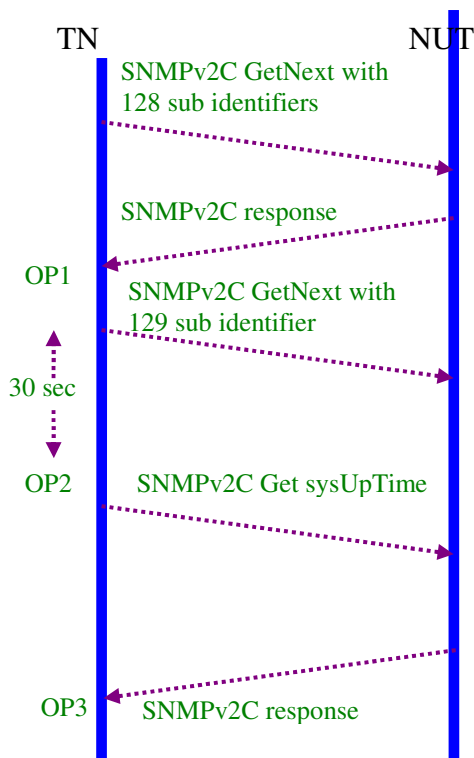 TN
NUT
SNMPv2C GetNext with
128 sub identifiers
SNMPv2C response
OP1
SNMPv2C GetNext with
129 sub identifier
30 sec
OP2
SNMPv2C Get sysUpTime
OP3
SNMPv2C response